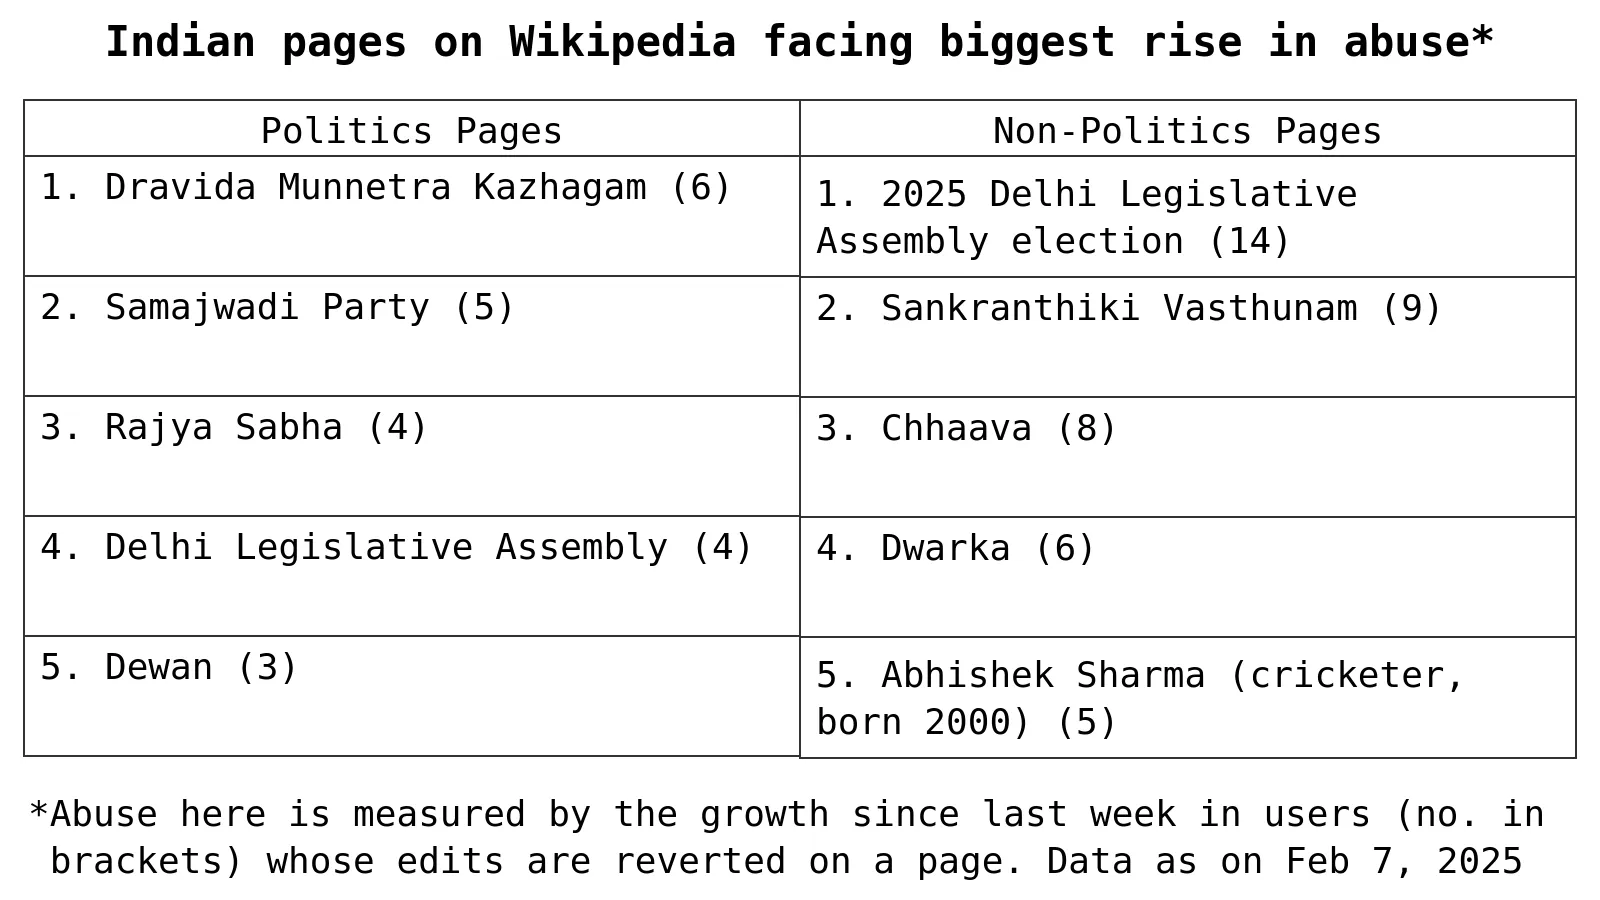 Indian pages on Wikipedia facing biggest rise in abuse*
Politics Pages
1. Dravida Munnetra Kazhagam (6)
2. Samajwadi Party (5)
3. Rajya Sabha (4)
4. Delhi Legislative Assembly (4)
5. Dewan (3)
Non-Politics Pages
1. 2025 Delhi Legislative
Assembly election (14)
2. Sankranthiki Vasthunam (9)
3. Chhaava (8)
4. Dwarka (6)
5. Abhishek Sharma (cricketer,
born 2000) (5)
*Abuse here is measured by the growth since last week in users (no. in
brackets) whose edits are reverted on a page. Data as on Feb 7, 2025